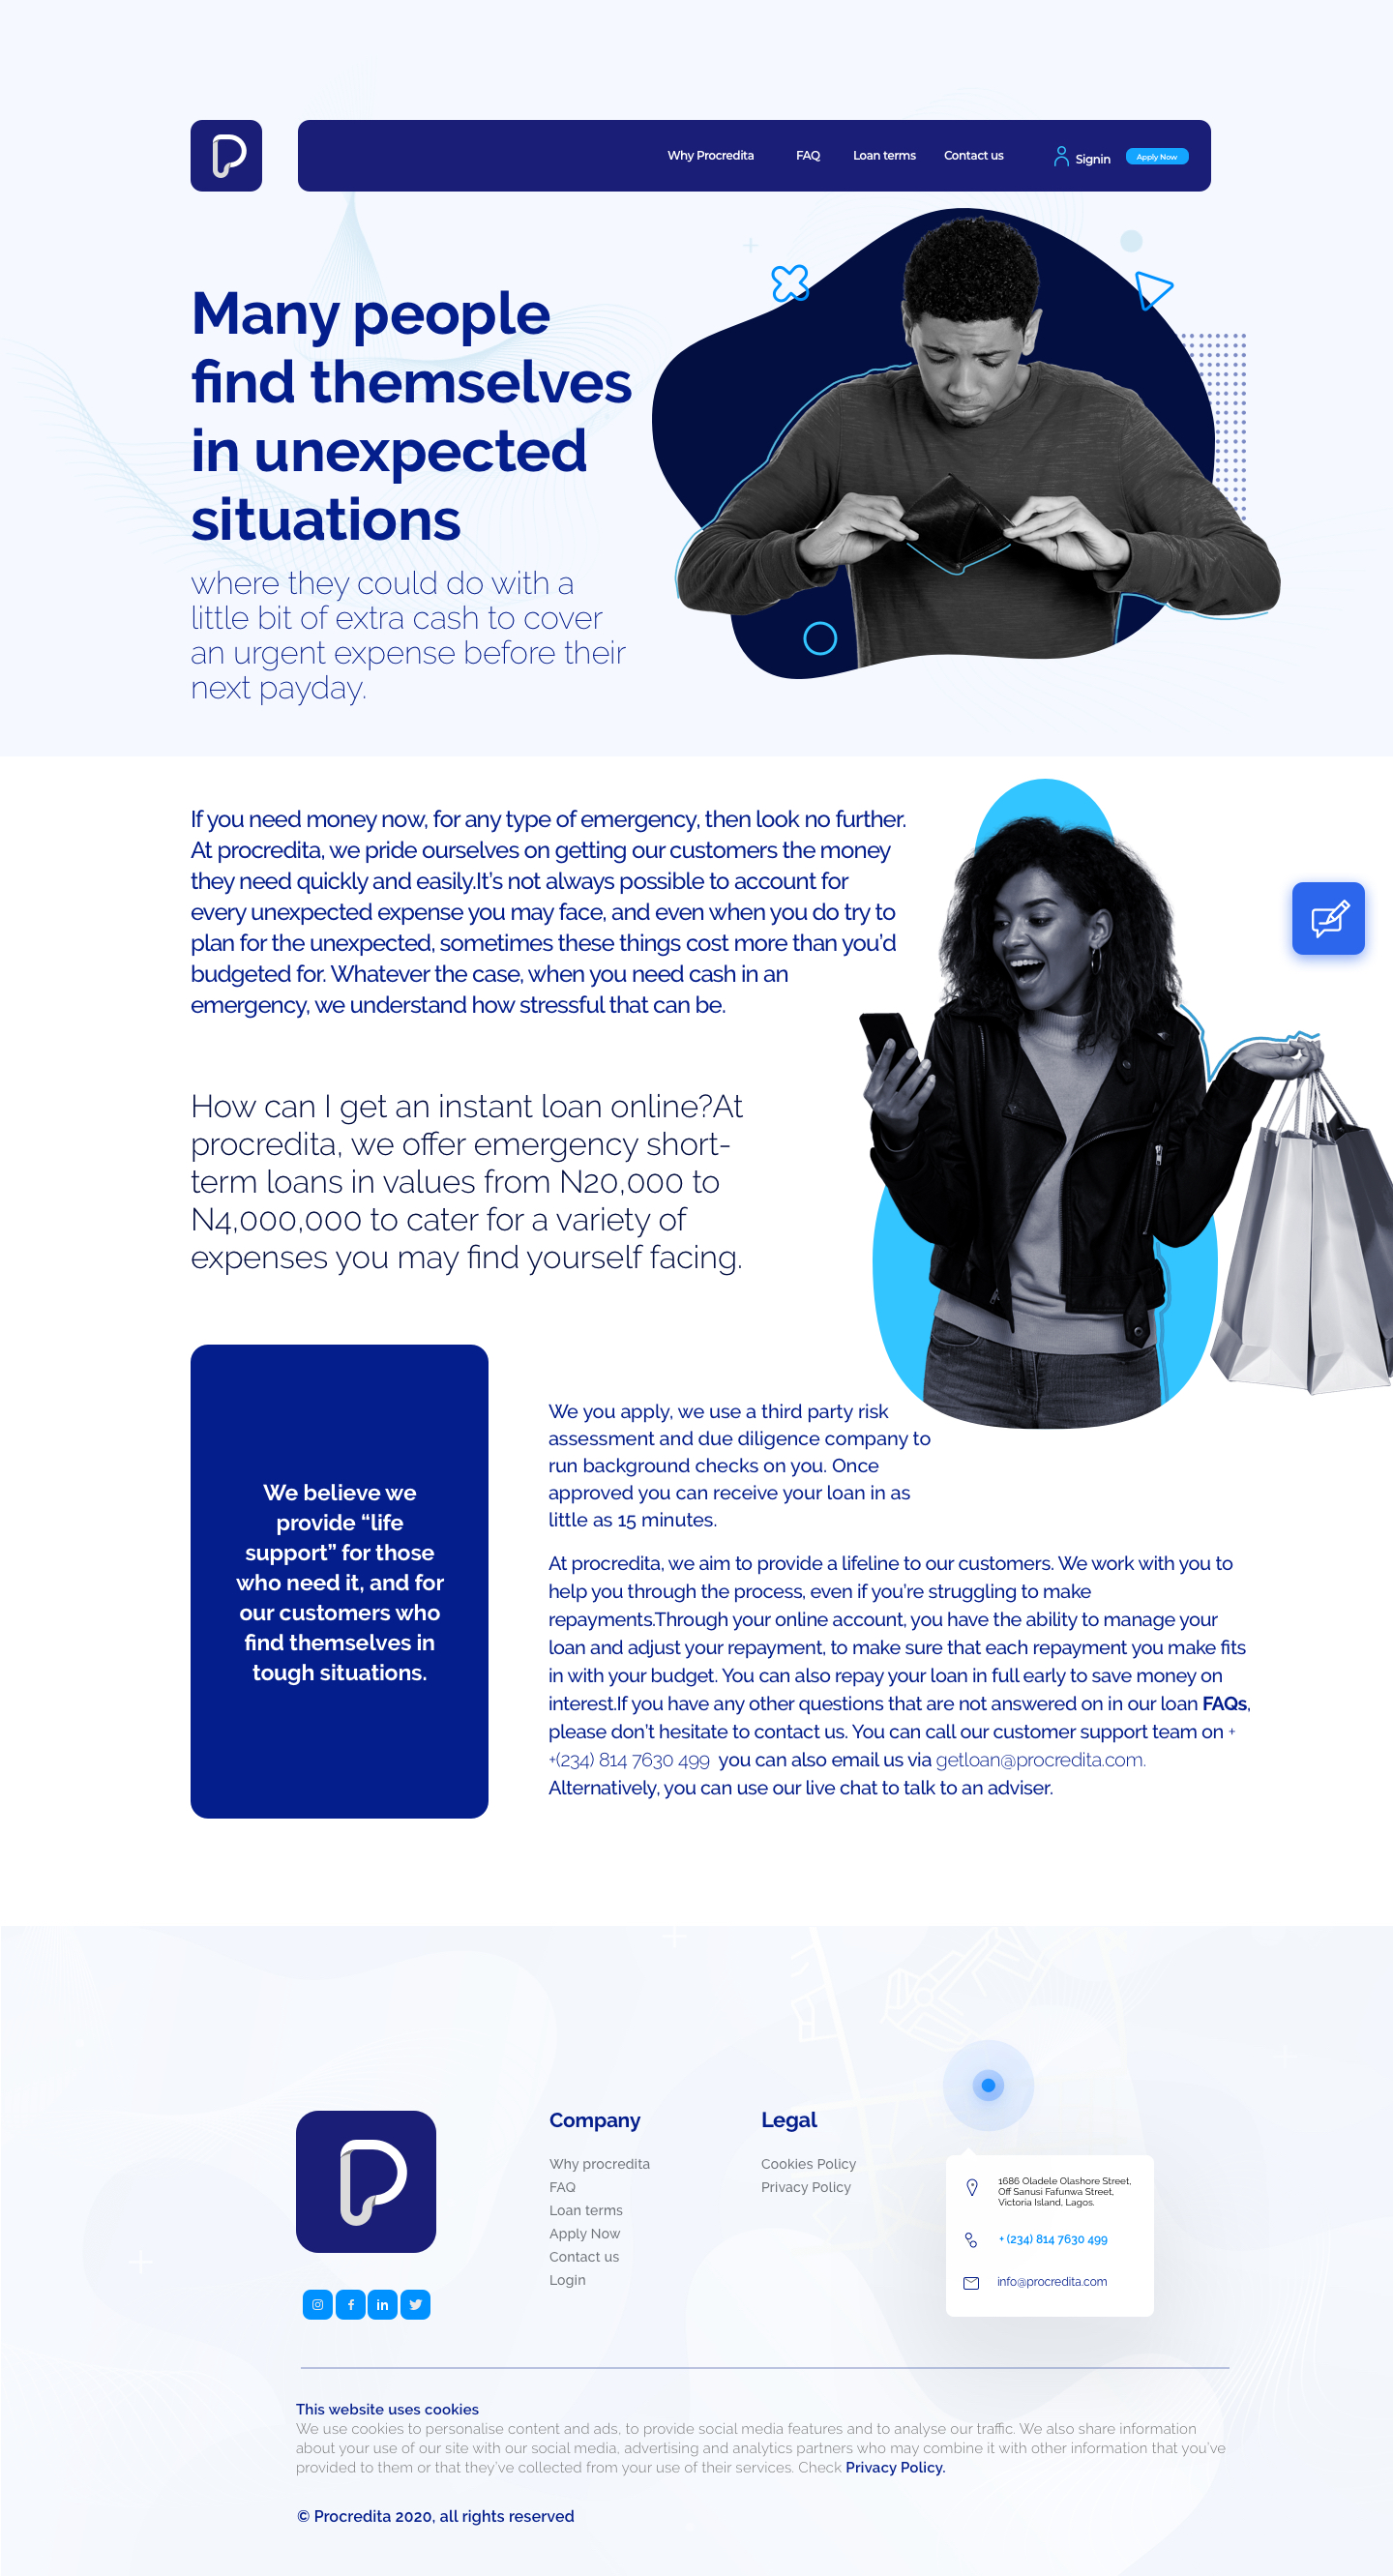 Why Procredita FAQ Loan terms Contact us Signin Apply Now
Many people
find themselves
in unexpected
situations
where they could do with a
little bit of extra cash to cover
an urgent expense before their
next payday.
If you need money now, for any type of emergency, then look no further.
At procredita, we pride ourselves on getting our customers the money
they need quickly and easily.It’s not always possible to account for
every unexpected expense you may face, and even when you do try to
plan for the unexpected, sometimes these things cost more than you’d
budgeted for. Whatever the case, when you need cash in an
emergency, we understand how stressful that can be.
How can I get an instant loan online?At
procredita, we offer emergency short-
term loans in values from N20,000 to
N4,000,000 to cater for a variety of
expenses you may find yourself facing.
We believe we
provide “life
support” for those
who need it, and for
our customers who
find themselves in
tough situations.
We you apply, we use a third party risk
assessment and due diligence company to
run background checks on you. Once
approved you can receive your loan in as
little as 15 minutes.
At procredita, we aim to provide a lifeline to our customers. We work with you to
help you through the process, even if you’re struggling to make
repayments.Through your online account, you have the ability to manage your
loan and adjust your repayment, to make sure that each repayment you make fits
in with your budget. You can also repay your loan in full early to save money on
interest.If you have any other questions that are not answered on in our loan FAQs,
please don’t hesitate to contact us. You can call our customer support team on +
+(234) 814 7630 499 you can also email us via getloan@procredita.com.
Alternatively, you can use our live chat to talk to an adviser.
Company
Why procredita
FAQ
Loan terms
Apply Now
Contact us
Login
Legal
Cookies Policy
Privacy Policy
1686 Oladele Olashore Street,
Off Sanusi Fafunwa Street,
Victoria Island, Lagos.
+ (234) 814 7630 499
info@procredita.com
This website uses cookies
We use cookies to personalise content and ads, to provide social media features and to analyse our traffic. We also share information
about your use of our site with our social media, advertising and analytics partners who may combine it with other information that you’ve
provided to them or that they’ve collected from your use of their services. Check Privacy Policy.
© Procredita 2020, all rights reserved